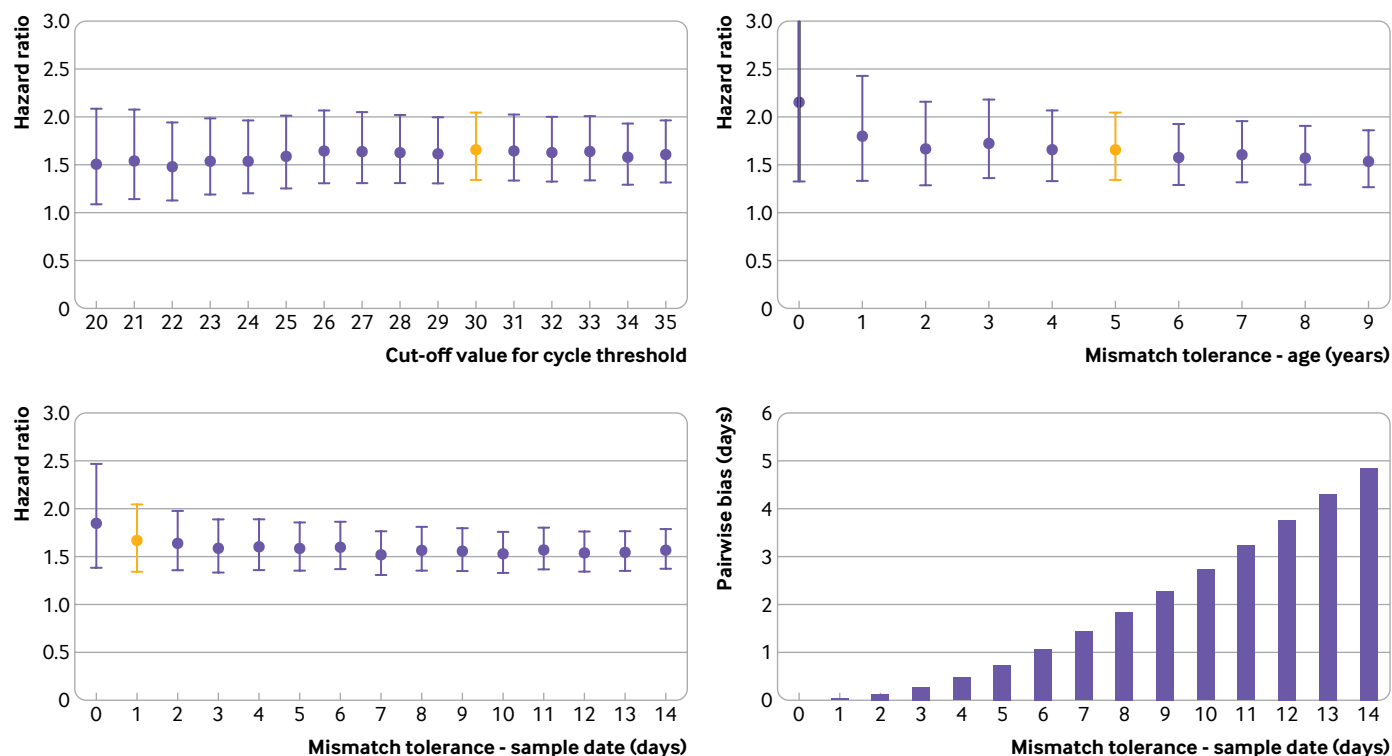 Hazard ratio
3.0
2.5
2.0
1.5
1.0
0.5
0
20 21 22 23 24 25 26 27 28 29 30 31 32 33 34 35
Cut-off value for cycle threshold
Hazard ratio
3.0
2.5
2.0
1.5
1.0
0.5
0
0 1 2 3 4 5 6 7 8 9
Mismatch tolerance - age (years)
Hazard ratio
3.0
2.5
2.0
1.5
1.0
0.5
0
0 1 2 3 4 5 6 7 8 9 10 11 12 13 14
Mismatch tolerance - sample date (days)
Pairwise bias (days)
6
5
4
3
2
1
0
0 1 2 3 4 5 6 7 8 9 10 11 12 13 14
Mismatch tolerance - sample date (days)